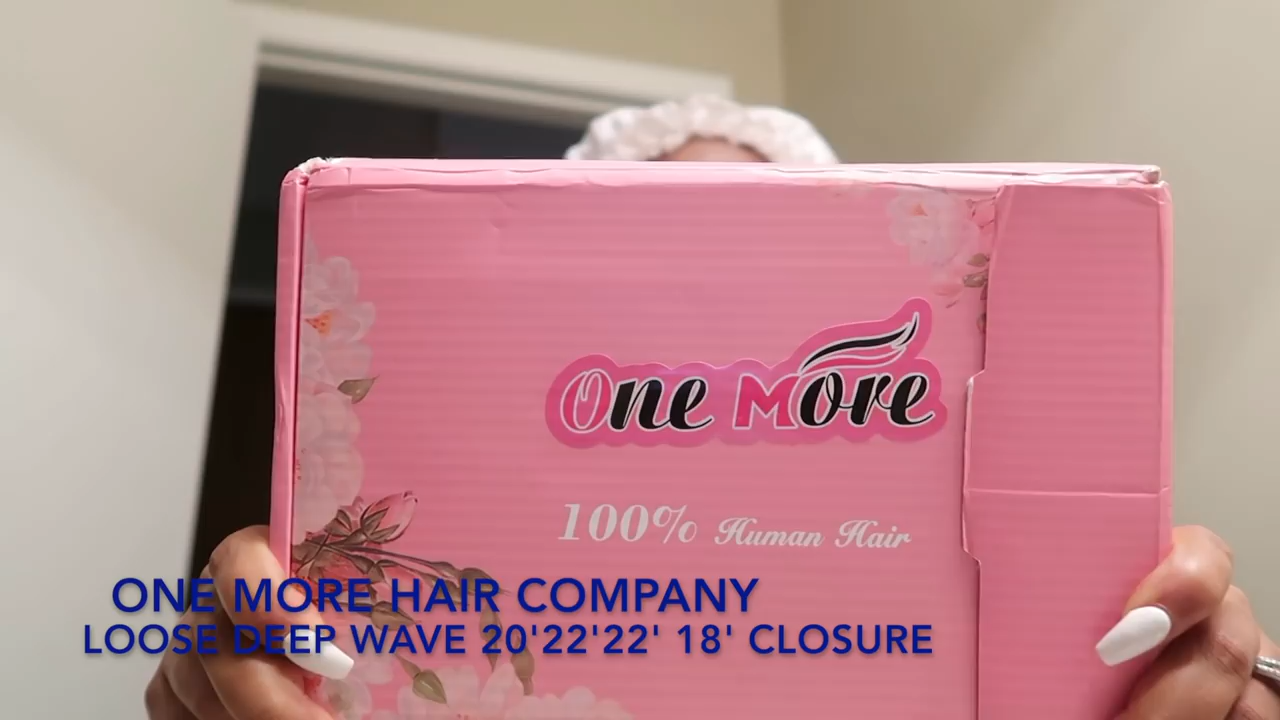 One More
100% Human Hair
ONE MORE HAIR COMPANY
LOOSE DEEP WAVE 20'22'22' 18' CLOSURE